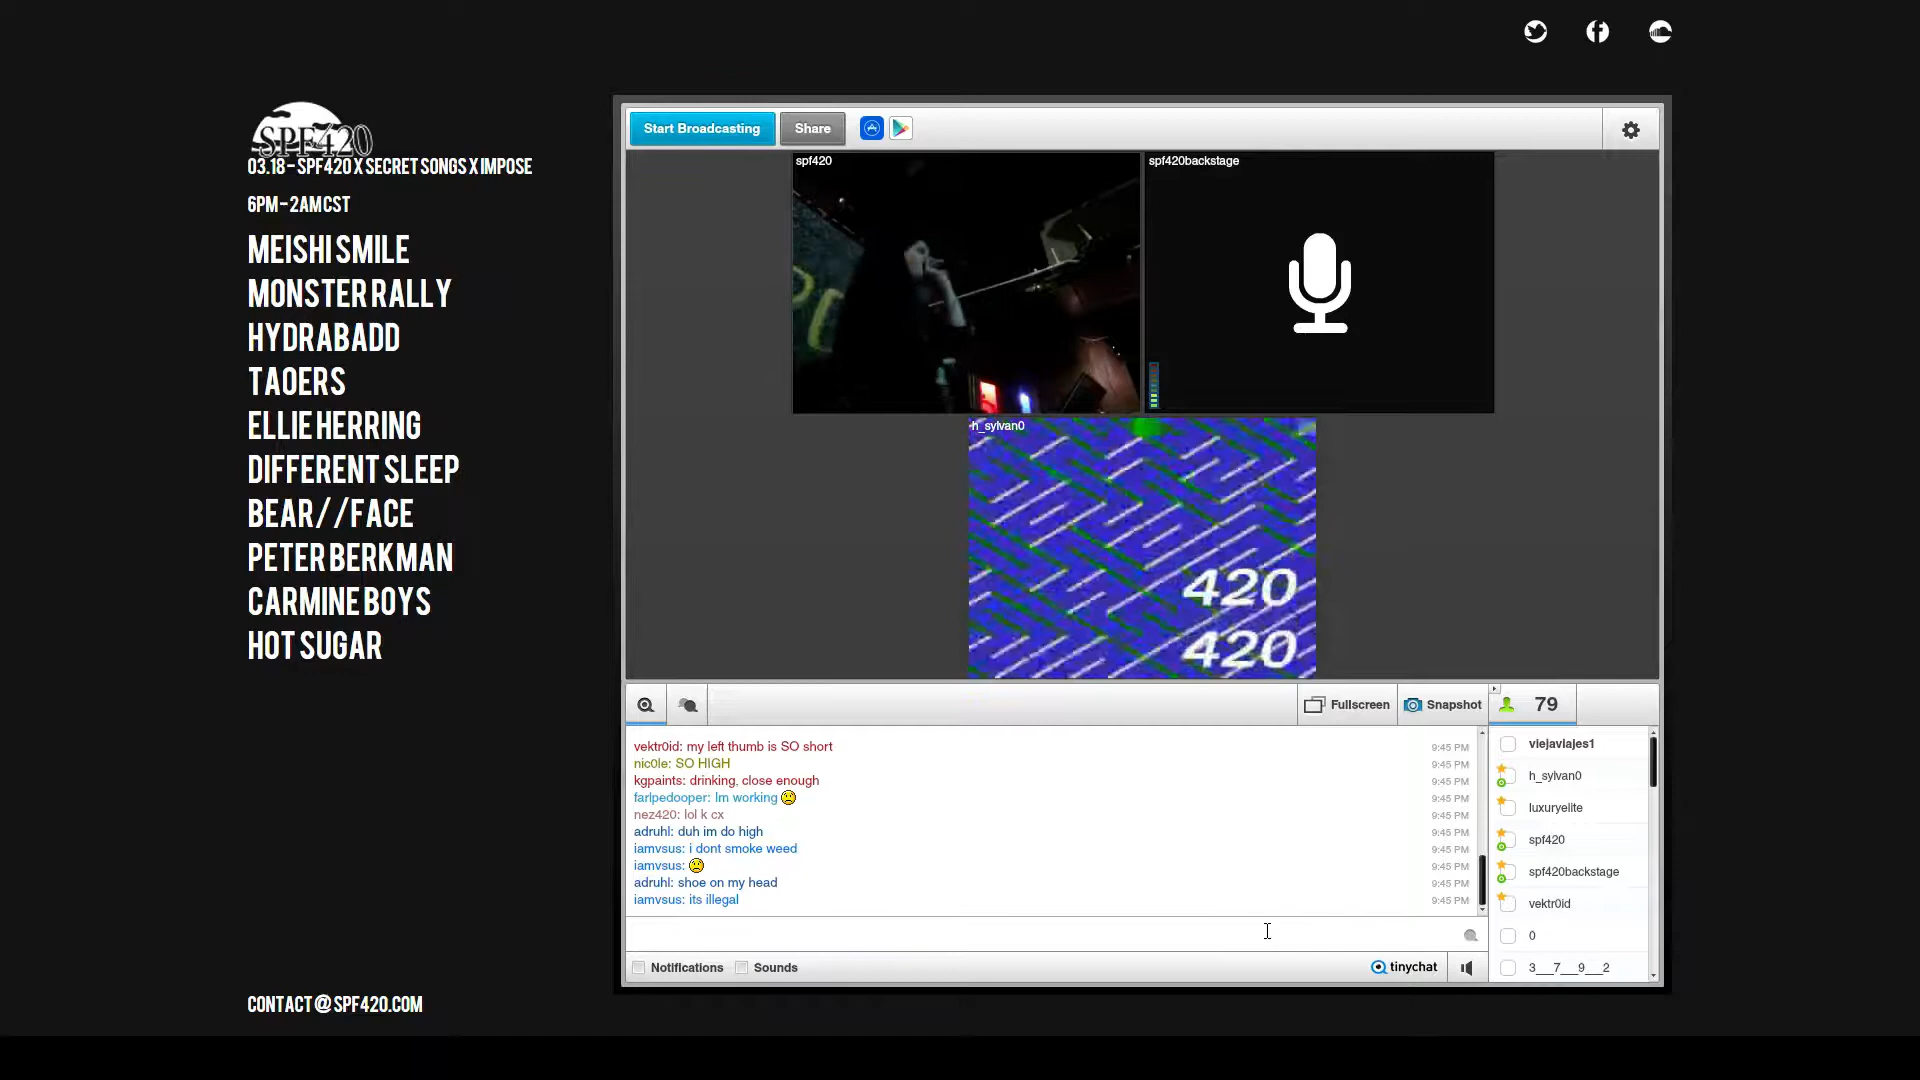 SPF420
03.18 - SPF420 X SECRET SONGS X IMPOSE
6PM - 2AM CST
MEISHI SMILE
MONSTER RALLY
HYDRABADD
TAOERS
ELLIE HERRING
DIFFERENT SLEEP
BEAR//FACE
PETER BERKMAN
CARMINE BOYS
HOT SUGAR
CONTACT@SPF420.COM
Start Broadcasting
Share
spf420
spf420backstage
h_sylvan0
420
420
Fullscreen
Snapshot
79
vektr0id: my left thumb is SO short 9:45 PM
nic0le: SO HIGH 9:45 PM
kgpaints: drinking, close enough 9:45 PM
farlpedooper: Im working 9:45 PM
nez420: lol k cx 9:45 PM
adruhl: duh im do high 9:45 PM
iamvsus: i dont smoke weed 9:45 PM
iamvsus: 9:45 PM
adruhl: shoe on my head 9:45 PM
iamvsus: its illegal 9:45 PM
viejaviajes1
h_sylvan0
luxuryelite
spf420
spf420backstage
vektr0id
0
3__7__9__2
Notifications
Sounds
tinychat